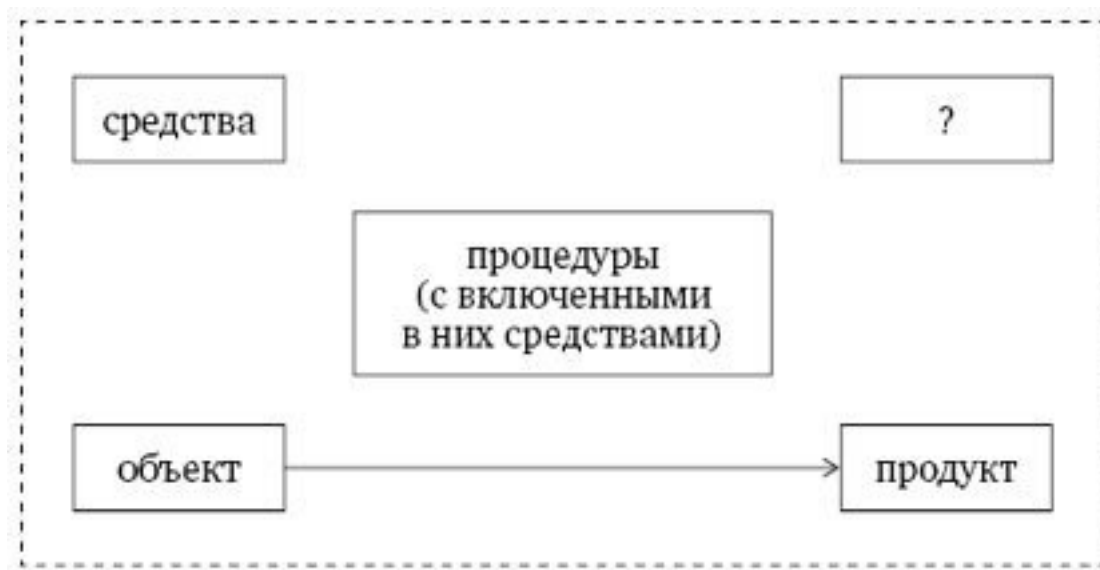 средства
?
процедуры
(с включенными
в них средствами)
объект
продукт